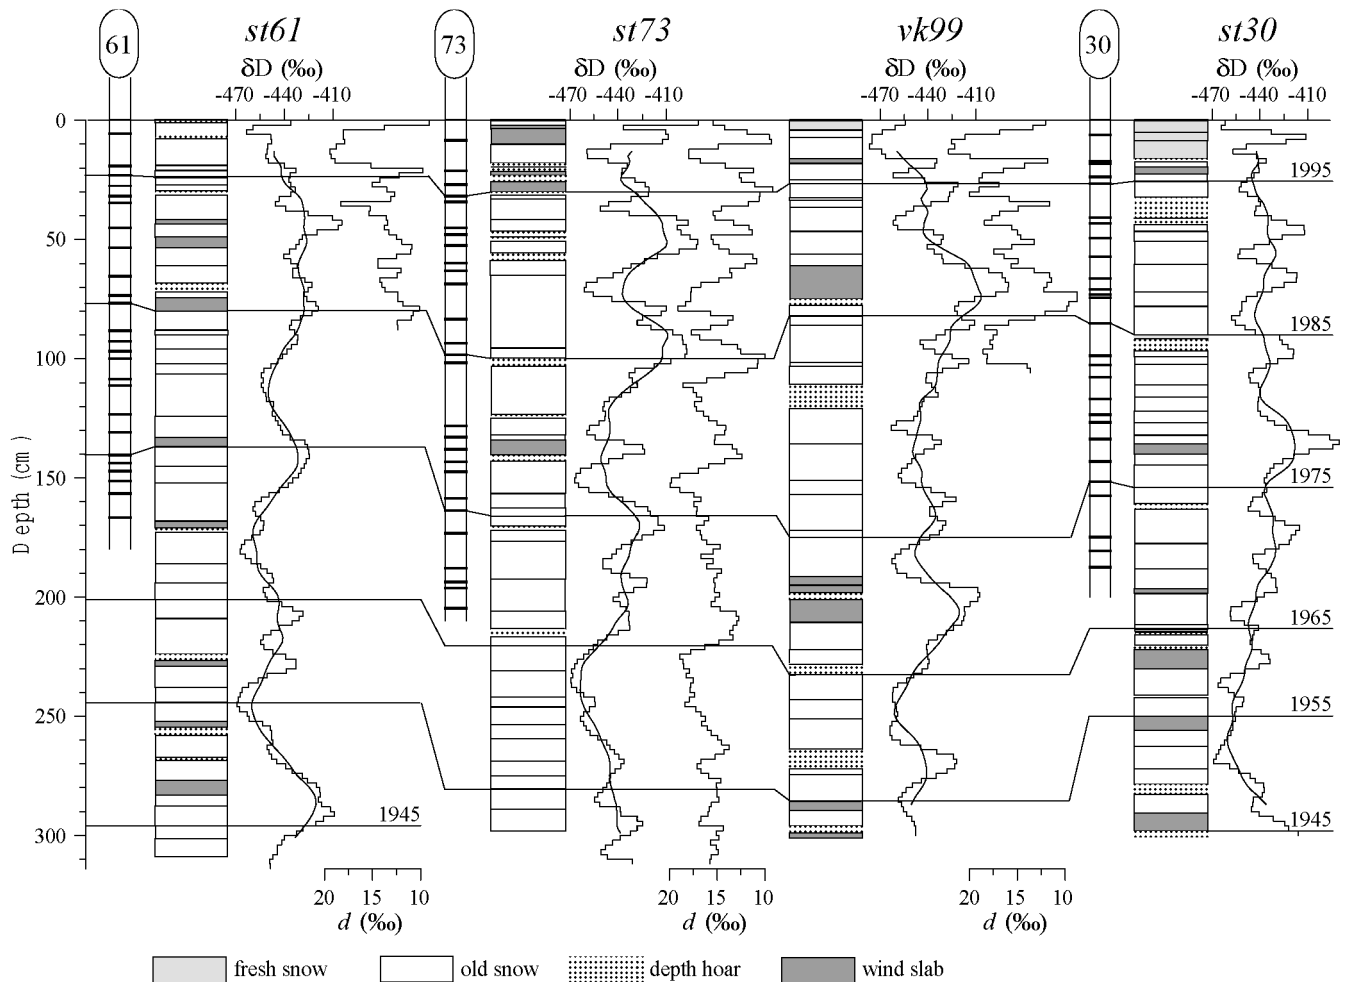 st61 st73 vk99 st30
61 73 30
δD (‰) δD (‰) δD (‰) δD (‰)
-470 -440 -410 -470 -440 -410 -470 -440 -410 -470 -440 -410
0
1995
50
1985
100
Depth (cm)
150
1975
200
1965
1955
250
1945 1945
300
20 15 10 20 15 10 20 15 10
d (‰) d (‰) d (‰)
fresh snow old snow depth hoar wind slab